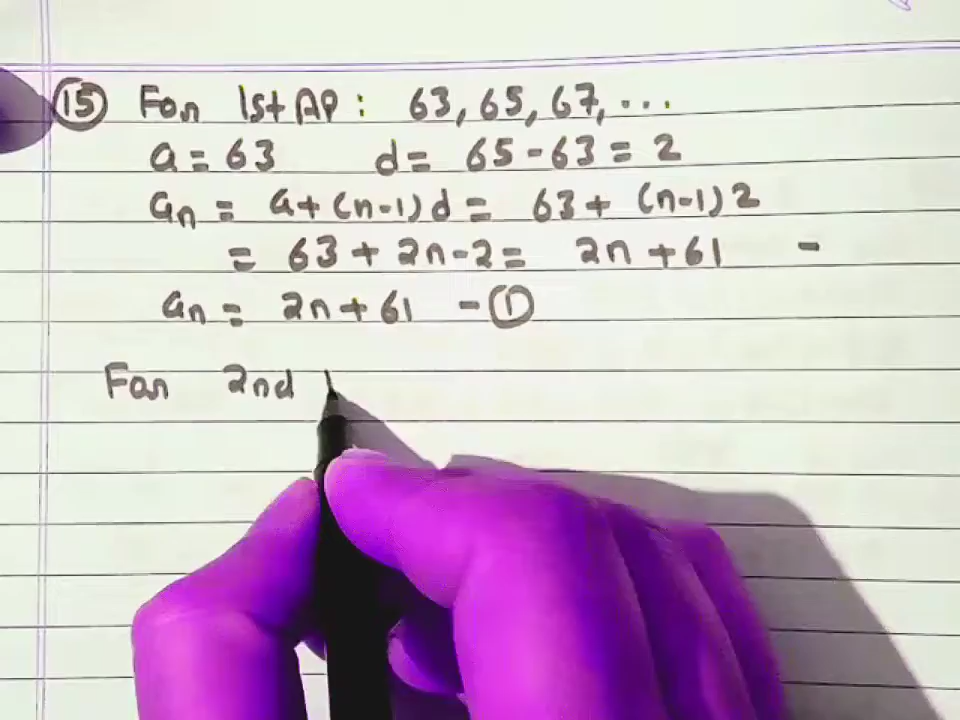 15 For 1st AP : 63, 65, 67, ...
a = 63 d = 65 - 63 = 2
an = a + (n-1) d = 63 + (n-1) 2
= 63 + 2n - 2 = 2n + 61 -
an = 2n + 61 - 1
For 2nd